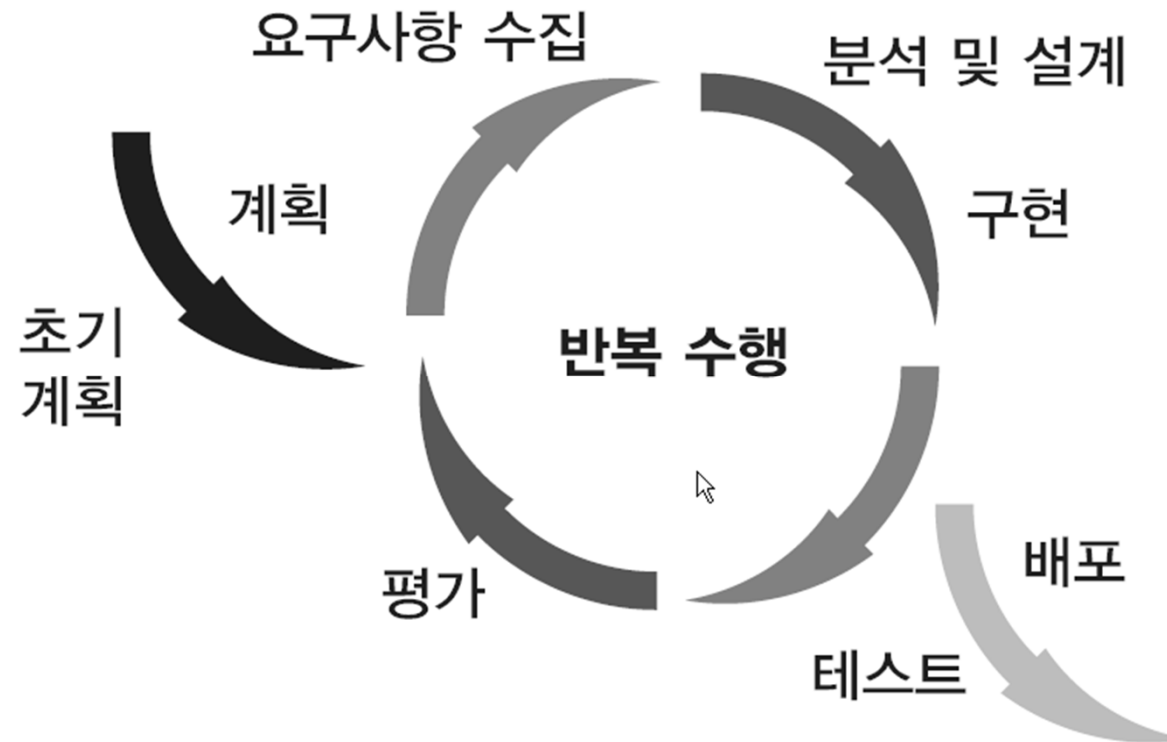 요구사항 수집
분석 및 설계
계획
구현
초기
계획
반복 수행
평가
배포
테스트